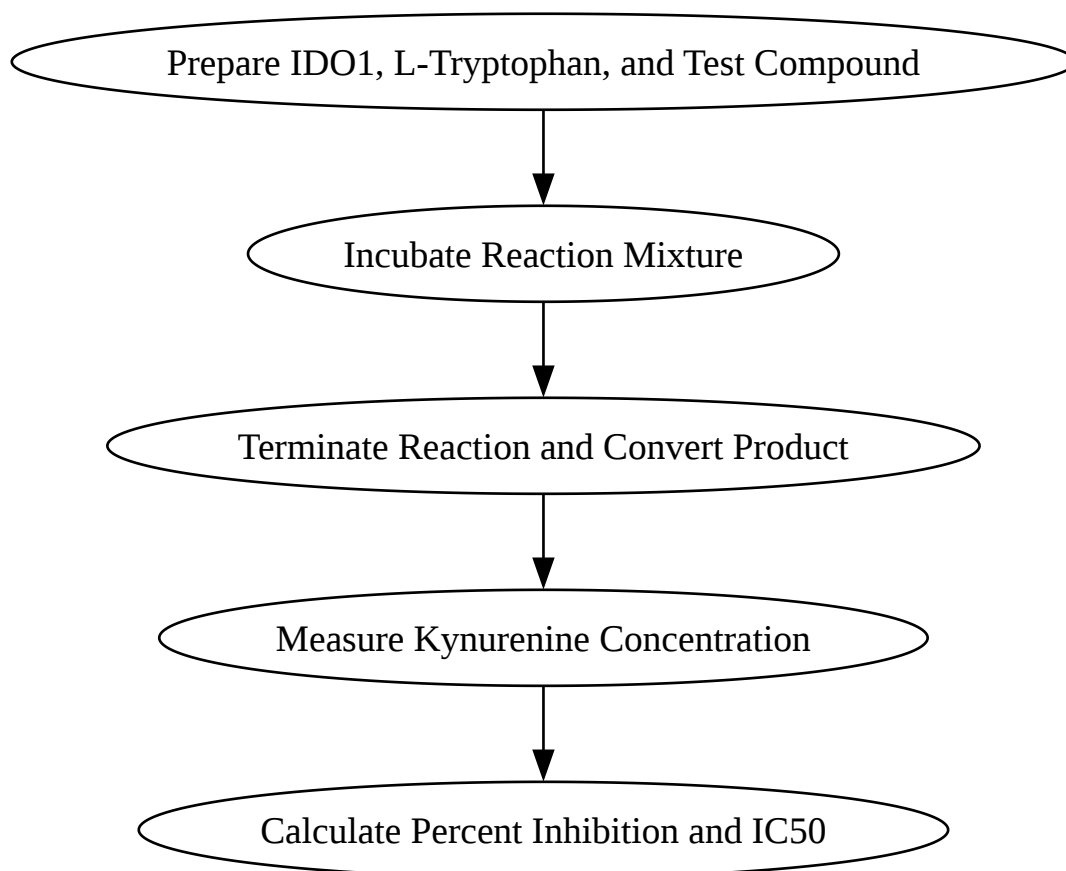 Prepare IDO1, L-Tryptophan, and Test Compound
Incubate Reaction Mixture
Terminate Reaction and Convert Product
Measure Kynurenine Concentration
Calculate Percent Inhibition and IC50